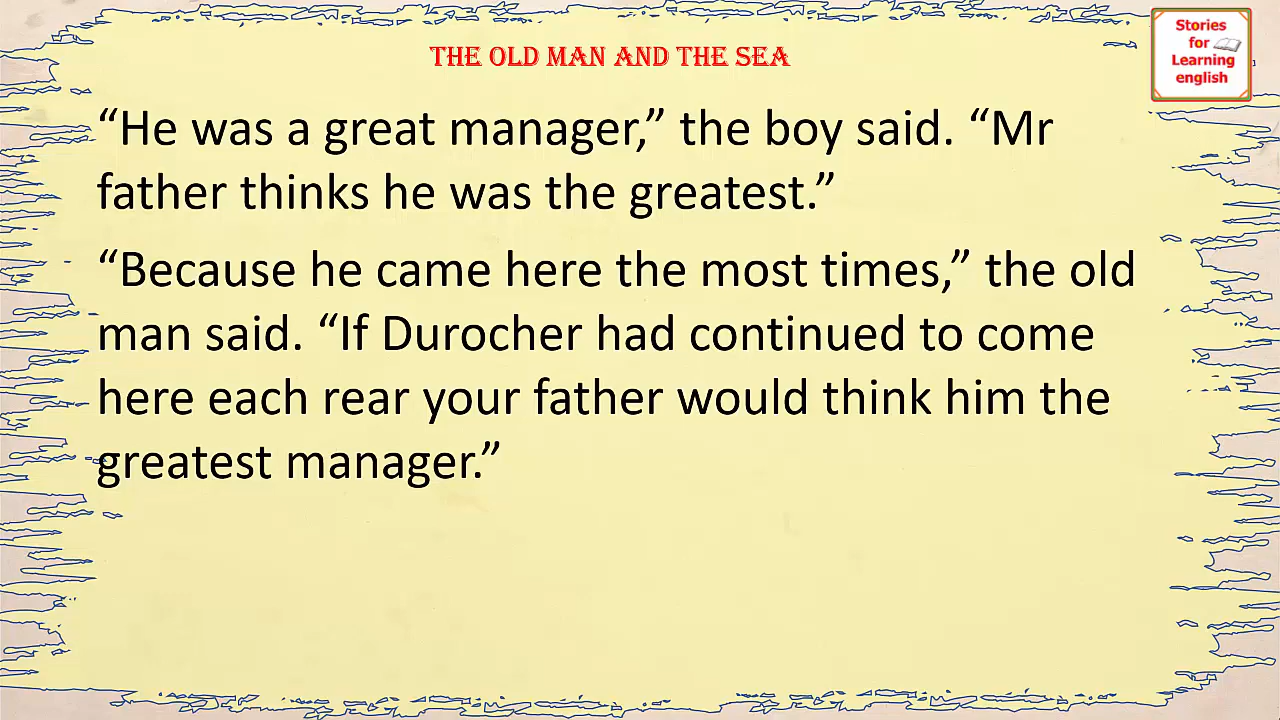 THE OLD MAN AND THE SEA
Stories
for
Learning
english
“He was a great manager,” the boy said. “Mr
father thinks he was the greatest.”
“Because he came here the most times,” the old
man said. “If Durocher had continued to come
here each rear your father would think him the
greatest manager.”